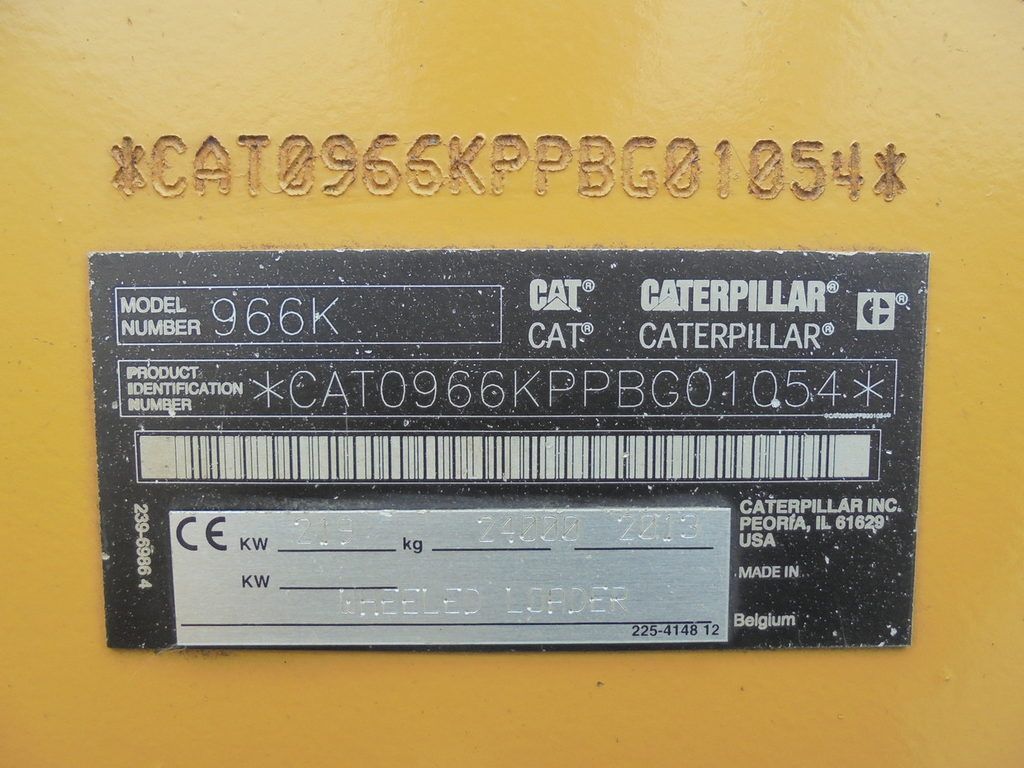 *CAT0966KPPBG01054*
MODEL NUMBER 966K
CAT® CATERPILLAR® ®
CAT® CATERPILLAR®
PRODUCT IDENTIFICATION NUMBER *CAT0966KPPBG01054*
*CAT0966KPPBG01054*
239-6986 4
CE KW 219 kg 24000 2013
KW
WHEELED LOADER
225-4148 12
CATERPILLAR INC.
PEORIA, IL 61629
USA
MADE IN
Belgium